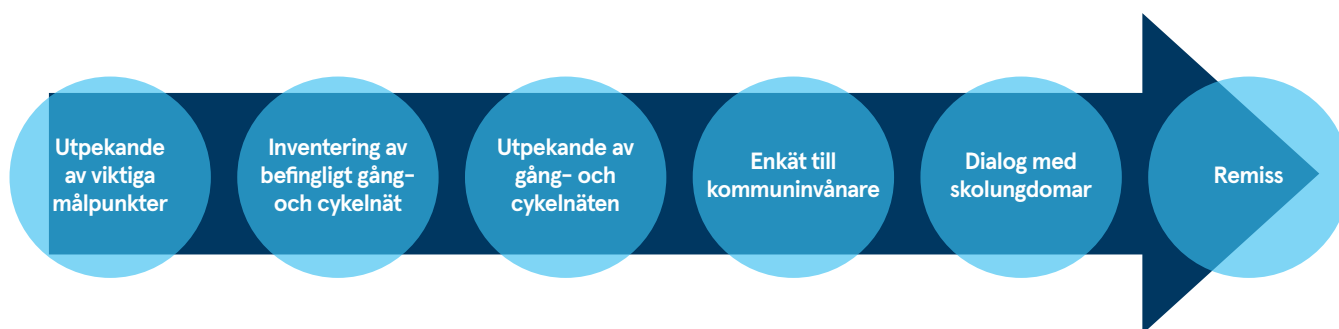 Utpekande
av viktiga
målpunkter
Inventering av
befingligt gång-
och cykelnät
Utpekande av
gång- och
cykelnäten
Enkät till
kommuninvånare
Dialog med
skolungdomar
Remiss